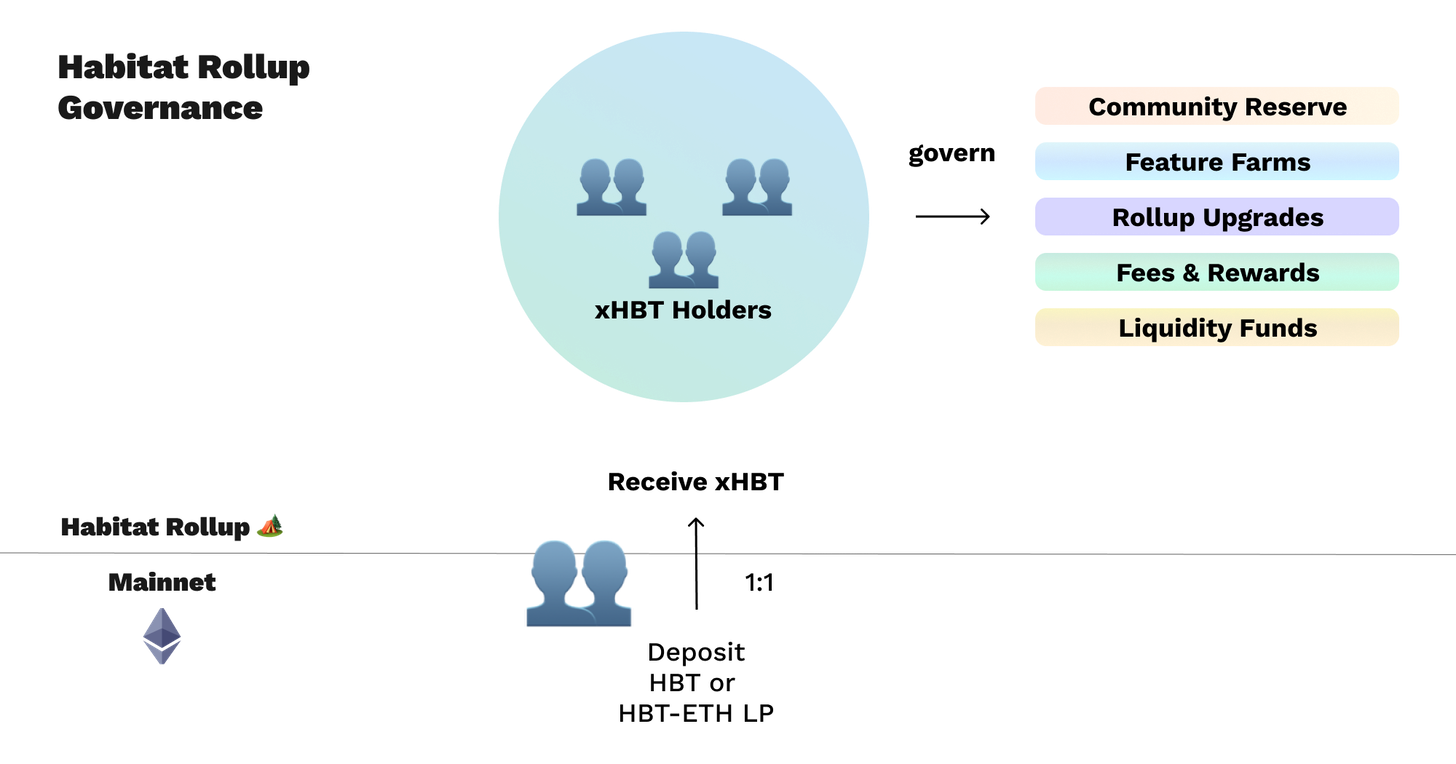 Habitat Rollup
Governance
xHBT Holders
govern
Community Reserve
Feature Farms
Rollup Upgrades
Fees & Rewards
Liquidity Funds
Receive xHBT
Habitat Rollup
Mainnet
1:1
Deposit
HBT or
HBT-ETH LP